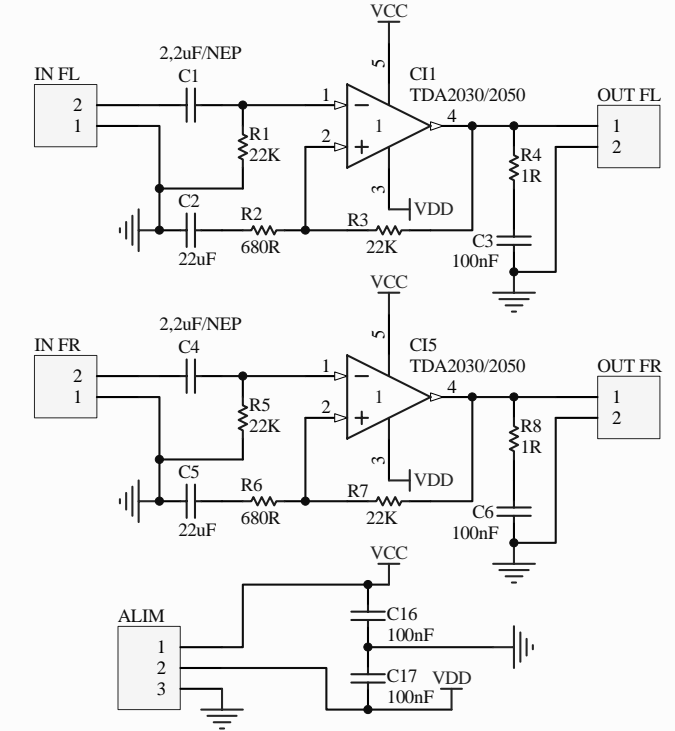 VCC
2,2uF/NEP
IN FL
C1
5
CI1
TDA2030/2050
OUT FL
2
1
1
4
1
2
R1
22K
2
1
R4
1R
3
VDD
C2
R2
R3
22uF
680R
22K
C3
100nF
VCC
2,2uF/NEP
IN FR
C4
5
CI5
TDA2030/2050
OUT FR
2
1
1
4
1
2
R5
22K
2
1
R8
1R
3
VDD
C5
R6
R7
22uF
680R
22K
C6
100nF
VCC
ALIM
1
2
3
C16
100nF
C17
100nF
VDD